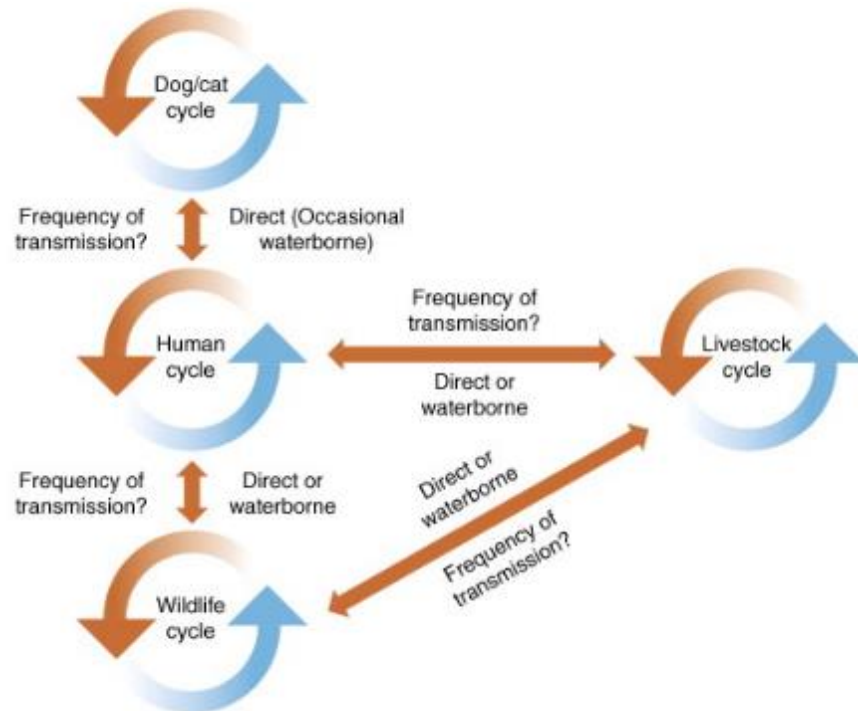 Dog/cat
cycle
Frequency of
transmission?
Direct (Occasional
waterborne)
Human
cycle
Frequency of
transmission?
Direct or
waterborne
Livestock
cycle
Frequency of
transmission?
Direct or
waterborne
Direct or
waterborne
Frequency of
transmission?
Wildlife
cycle